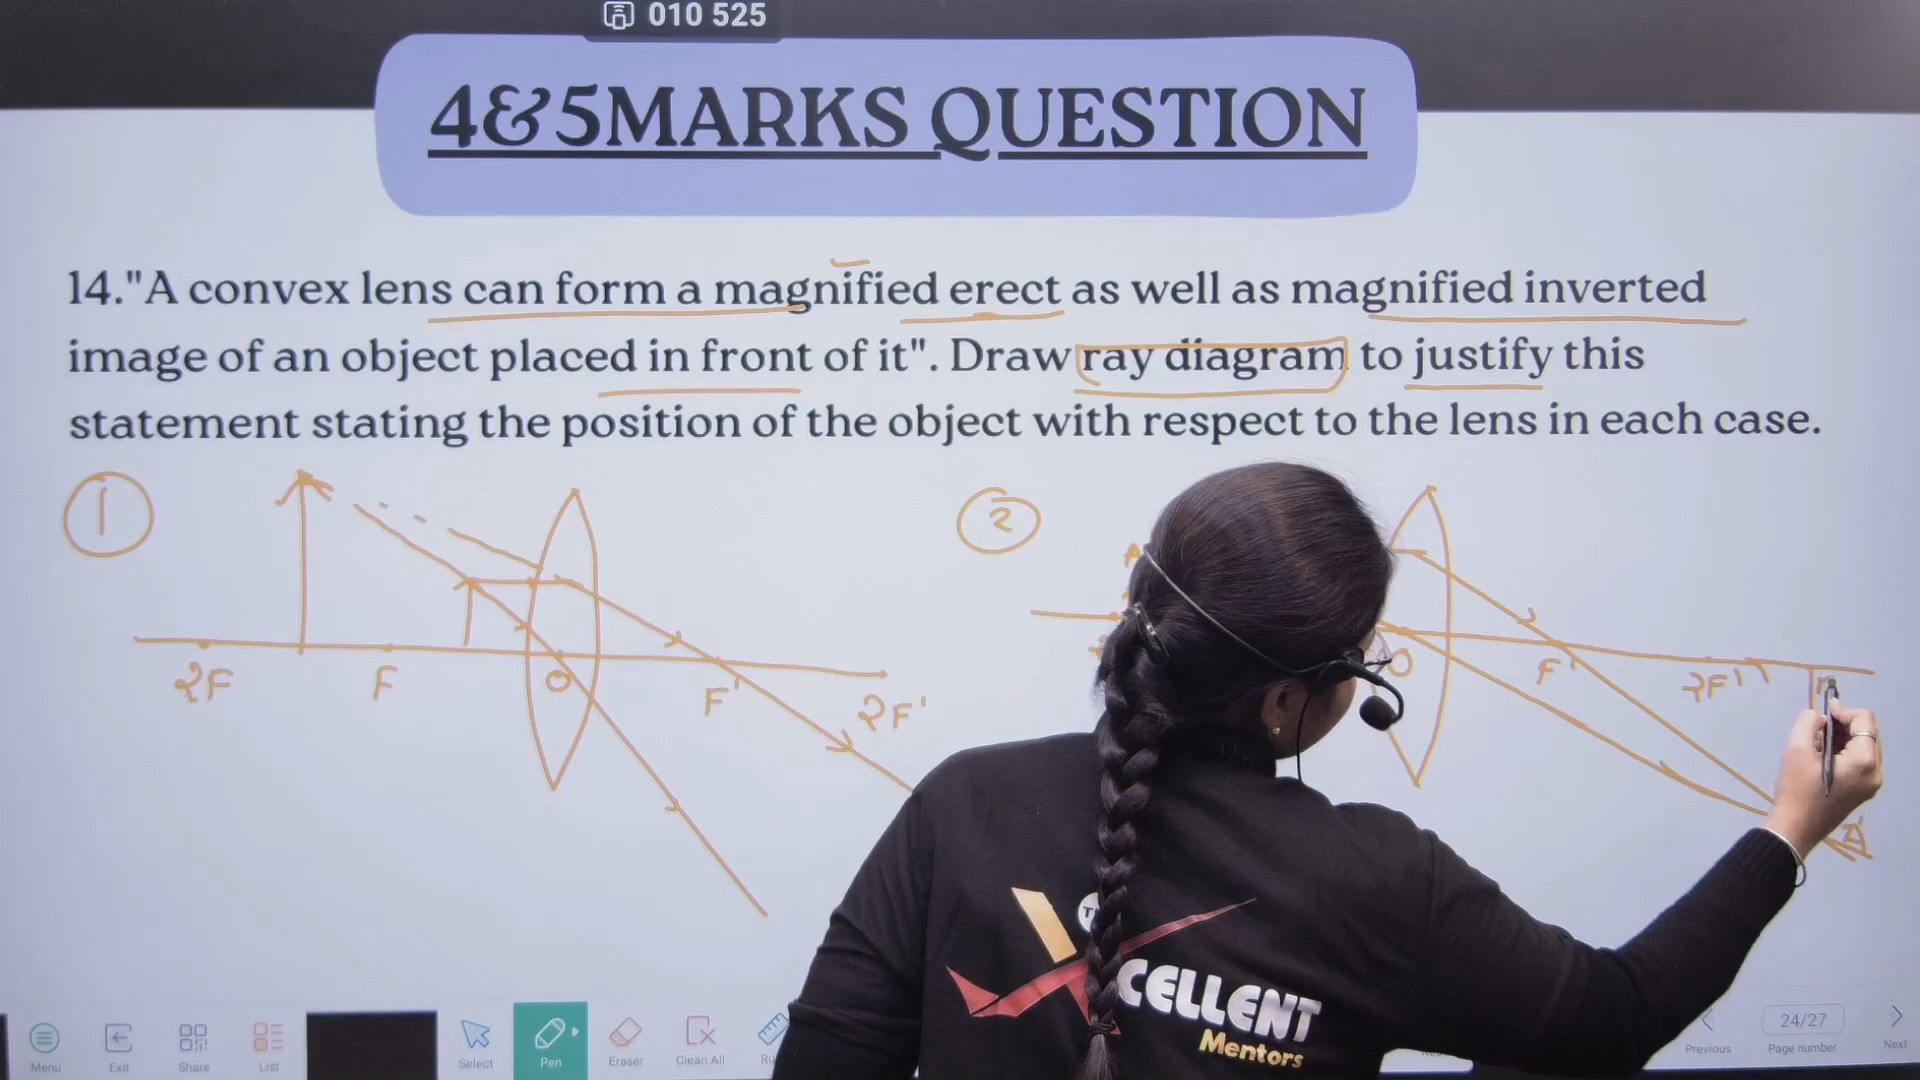 010 525
4&5MARKS QUESTION
14."A convex lens can form a magnified erect as well as magnified inverted
image of an object placed in front of it". Draw ray diagram to justify this
statement stating the position of the object with respect to the lens in each case.
1
2F
F
O
F'
2F'
2
A
O
F'
2F'
A'
XCELLENT
Mentors
Menu
Exit
Share
List
Select
Pen
Eraser
Clean All
Previous
24/27
Page number
Next